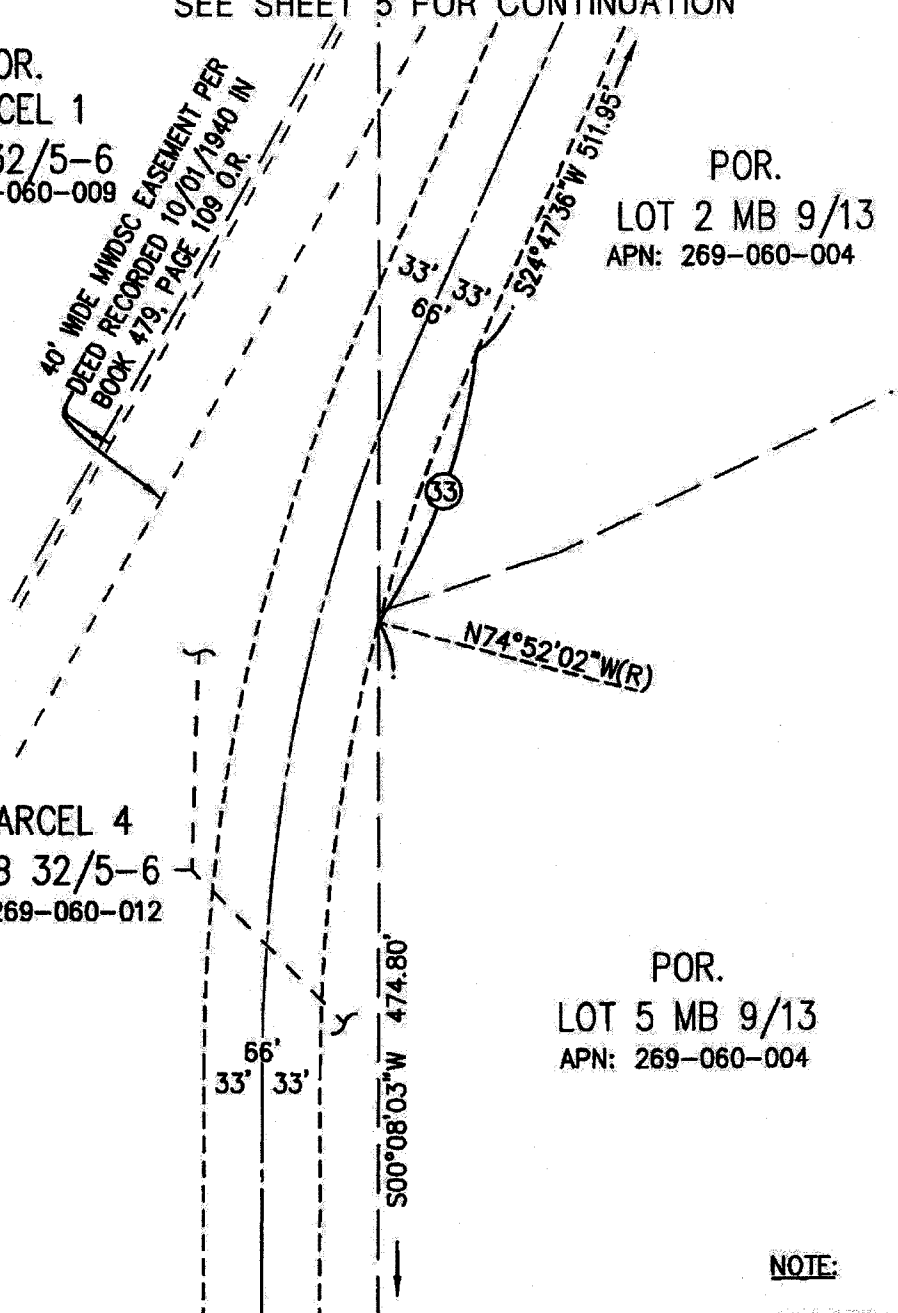 SEE SHEET 5 FOR CONTINUATION
OR.
CEL 1
32/5-6
-060-009
40' WIDE MWDSC EASEMENT PER
DEED RECORDED 10/01/1940 IN
BOOK 479, PAGE 109 O.R.
S24°47'36"W 511.95'
POR.
LOT 2 MB 9/13
APN: 269-060-004
33'
33'
66'
33
N74°52'02"W(R)
ARCEL 4
B 32/5-6
269-060-012
S00°08'03"W 474.80'
POR.
LOT 5 MB 9/13
APN: 269-060-004
66'
33' 33'
NOTE: